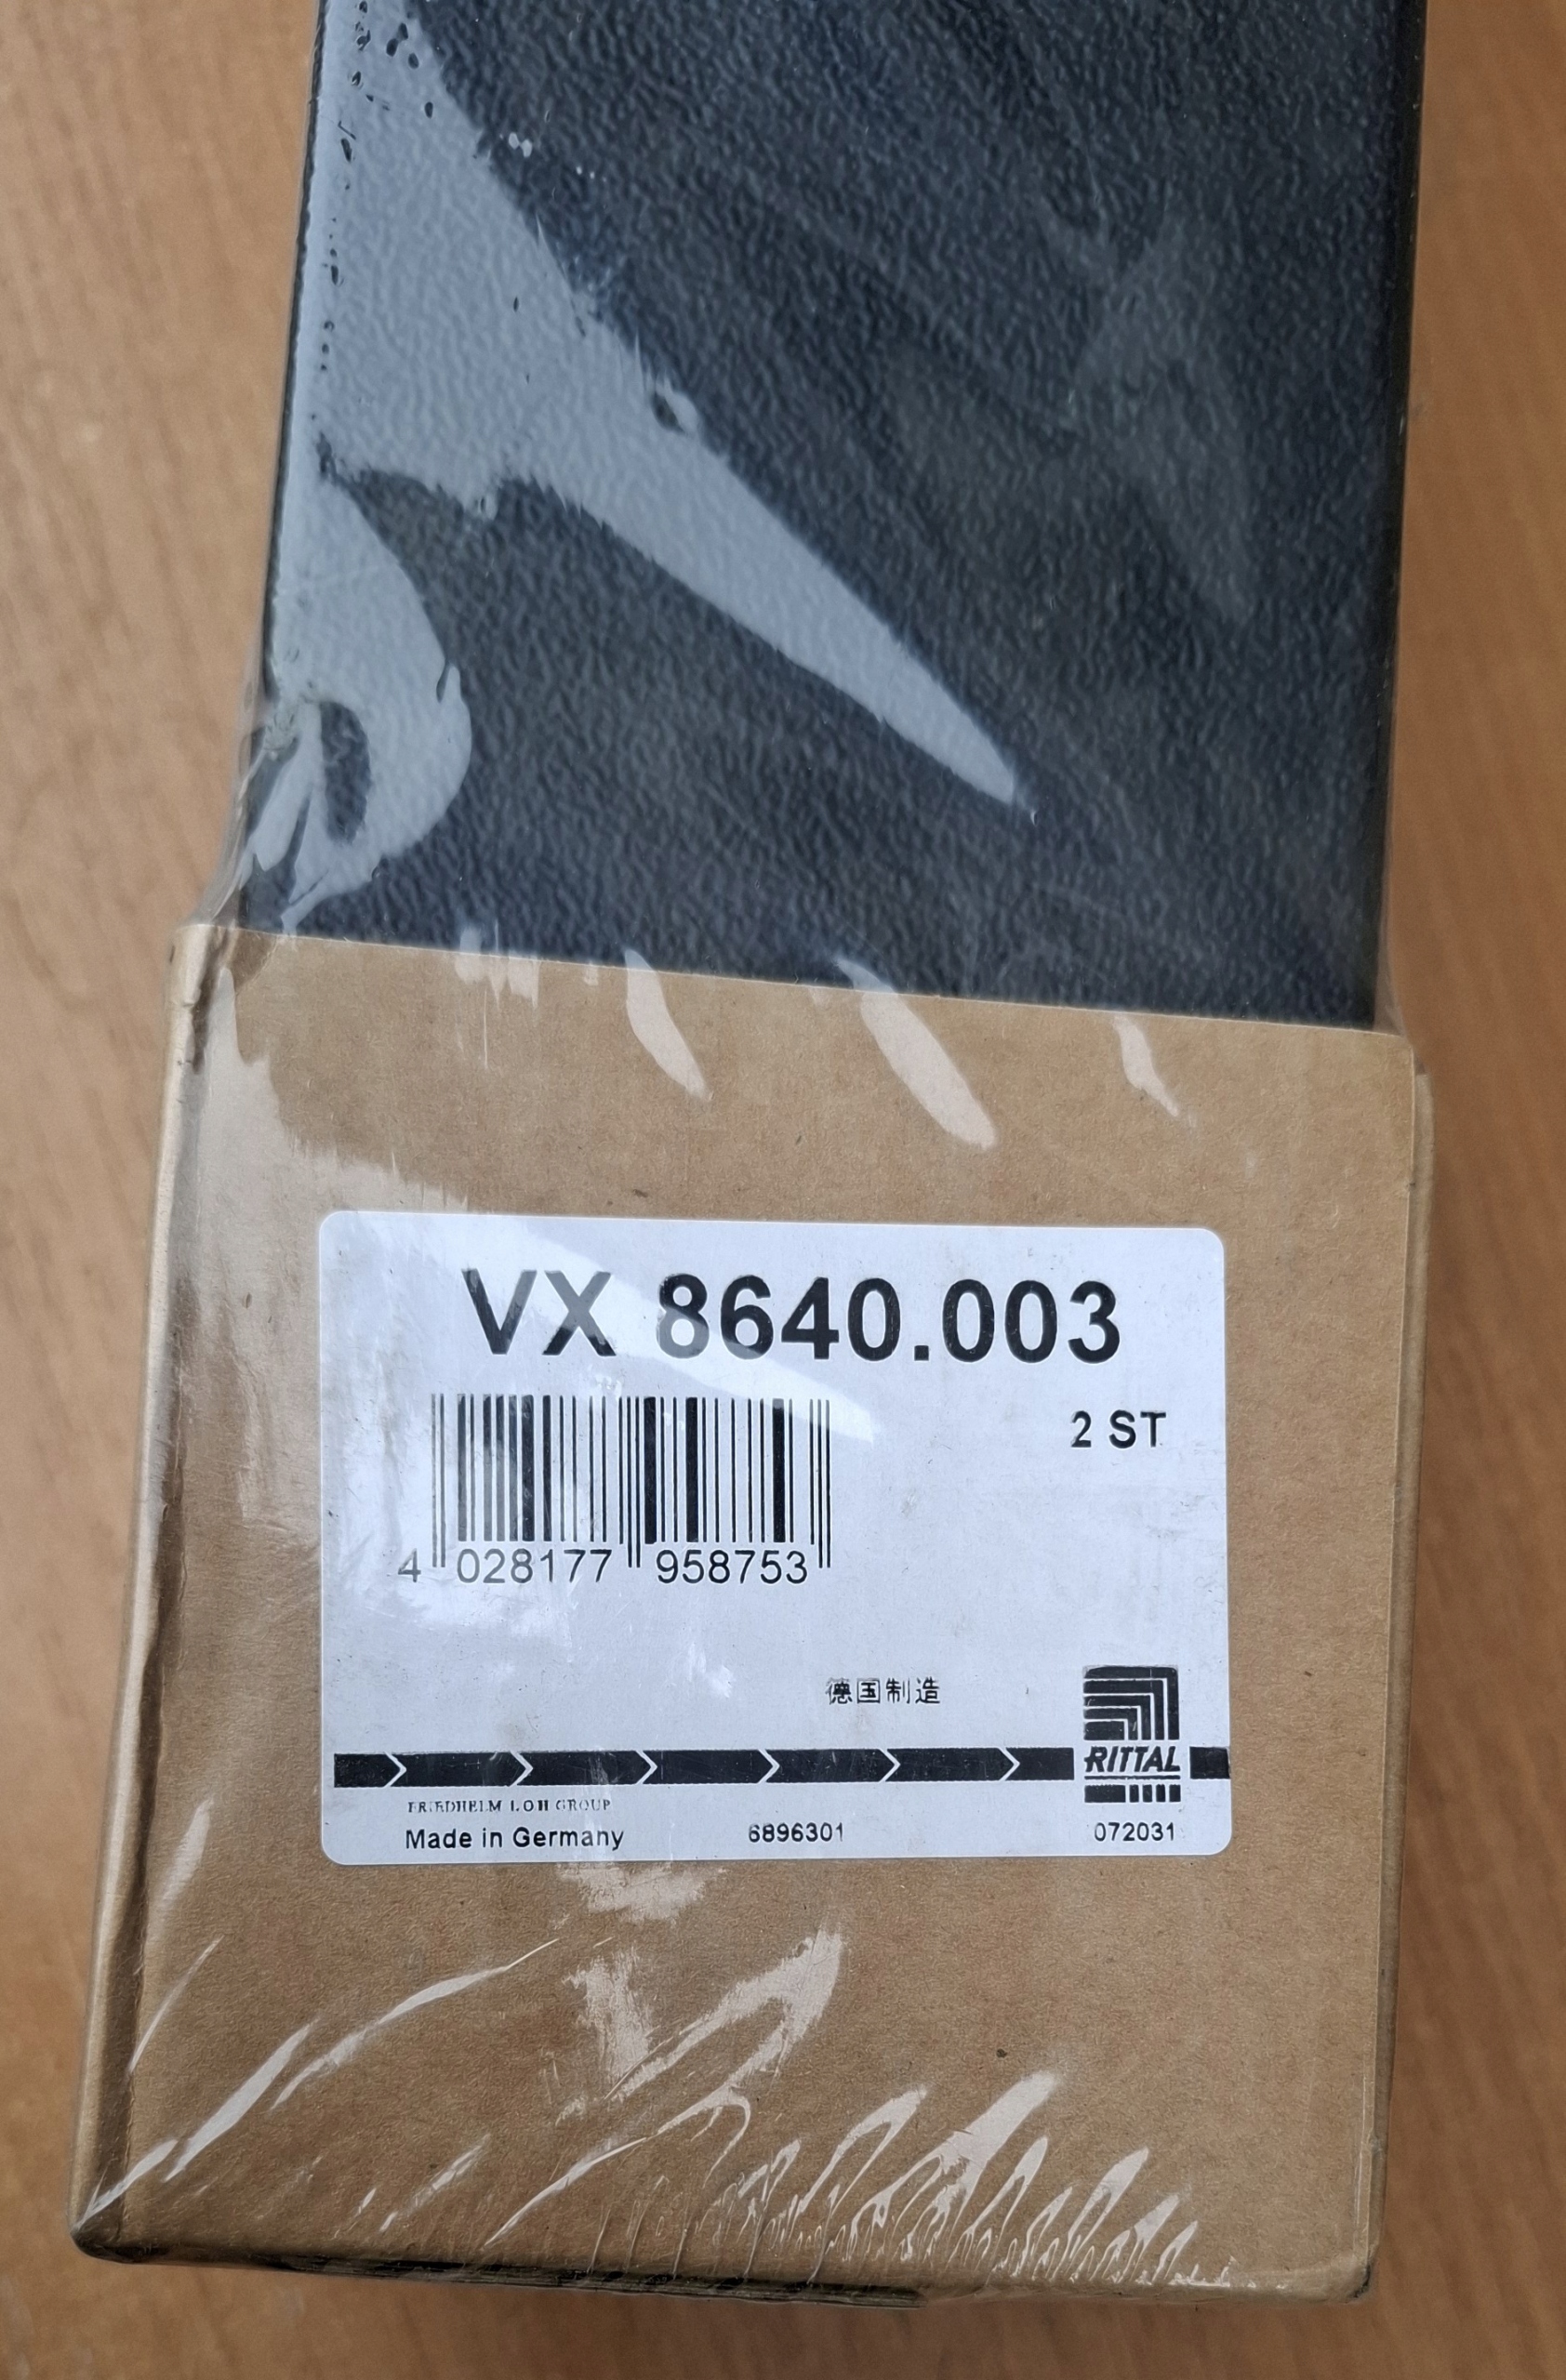 VX 8640.003
2 ST
4 028177 958753
德国制造
RITTAL
FRIEDHELM LOH GROUP
Made in Germany 6896301 072031